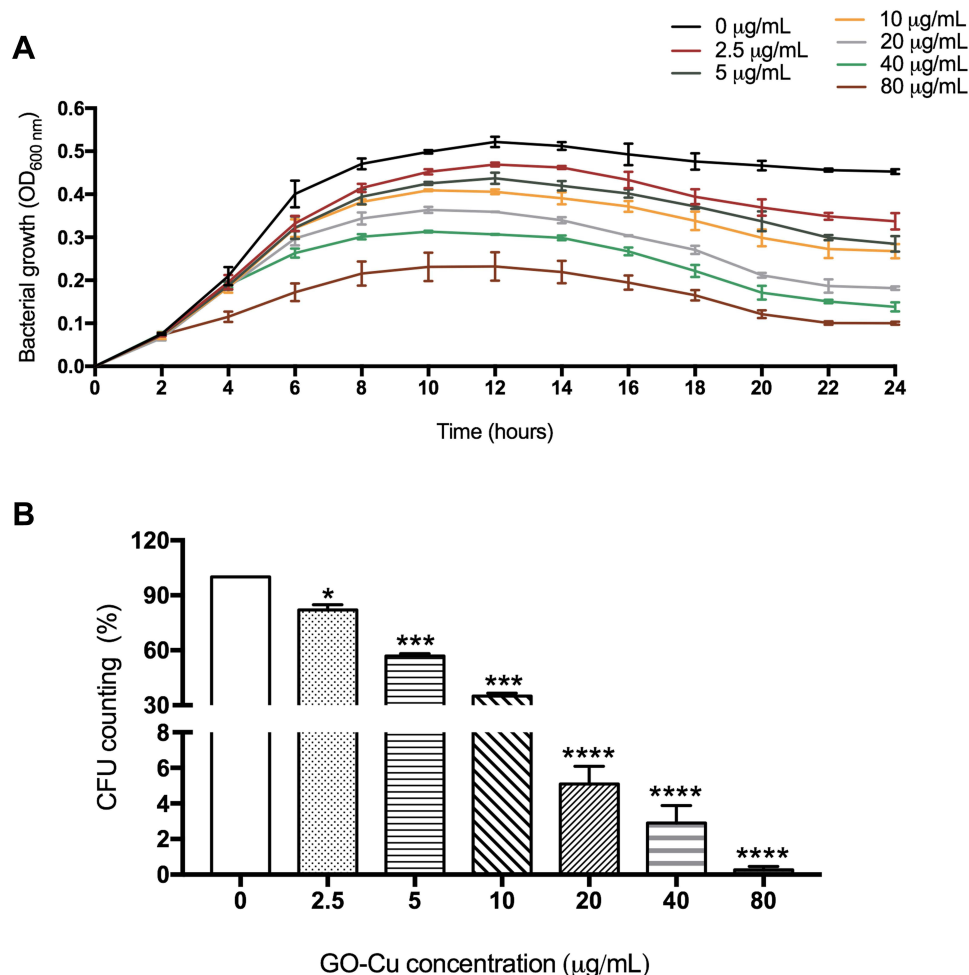 A
0 μg/mL
2.5 μg/mL
5 μg/mL
10 μg/mL
20 μg/mL
40 μg/mL
80 μg/mL
Bacterial growth (OD600 nm)
0.6
0.5
0.4
0.3
0.2
0.1
0.0
0 2 4 6 8 10 12 14 16 18 20 22 24
Time (hours)
B
CFU counting (%)
120
90
60
30
8
6
4
2
0
*
***
***
****
****
****
0 2.5 5 10 20 40 80
GO-Cu concentration (μg/mL)